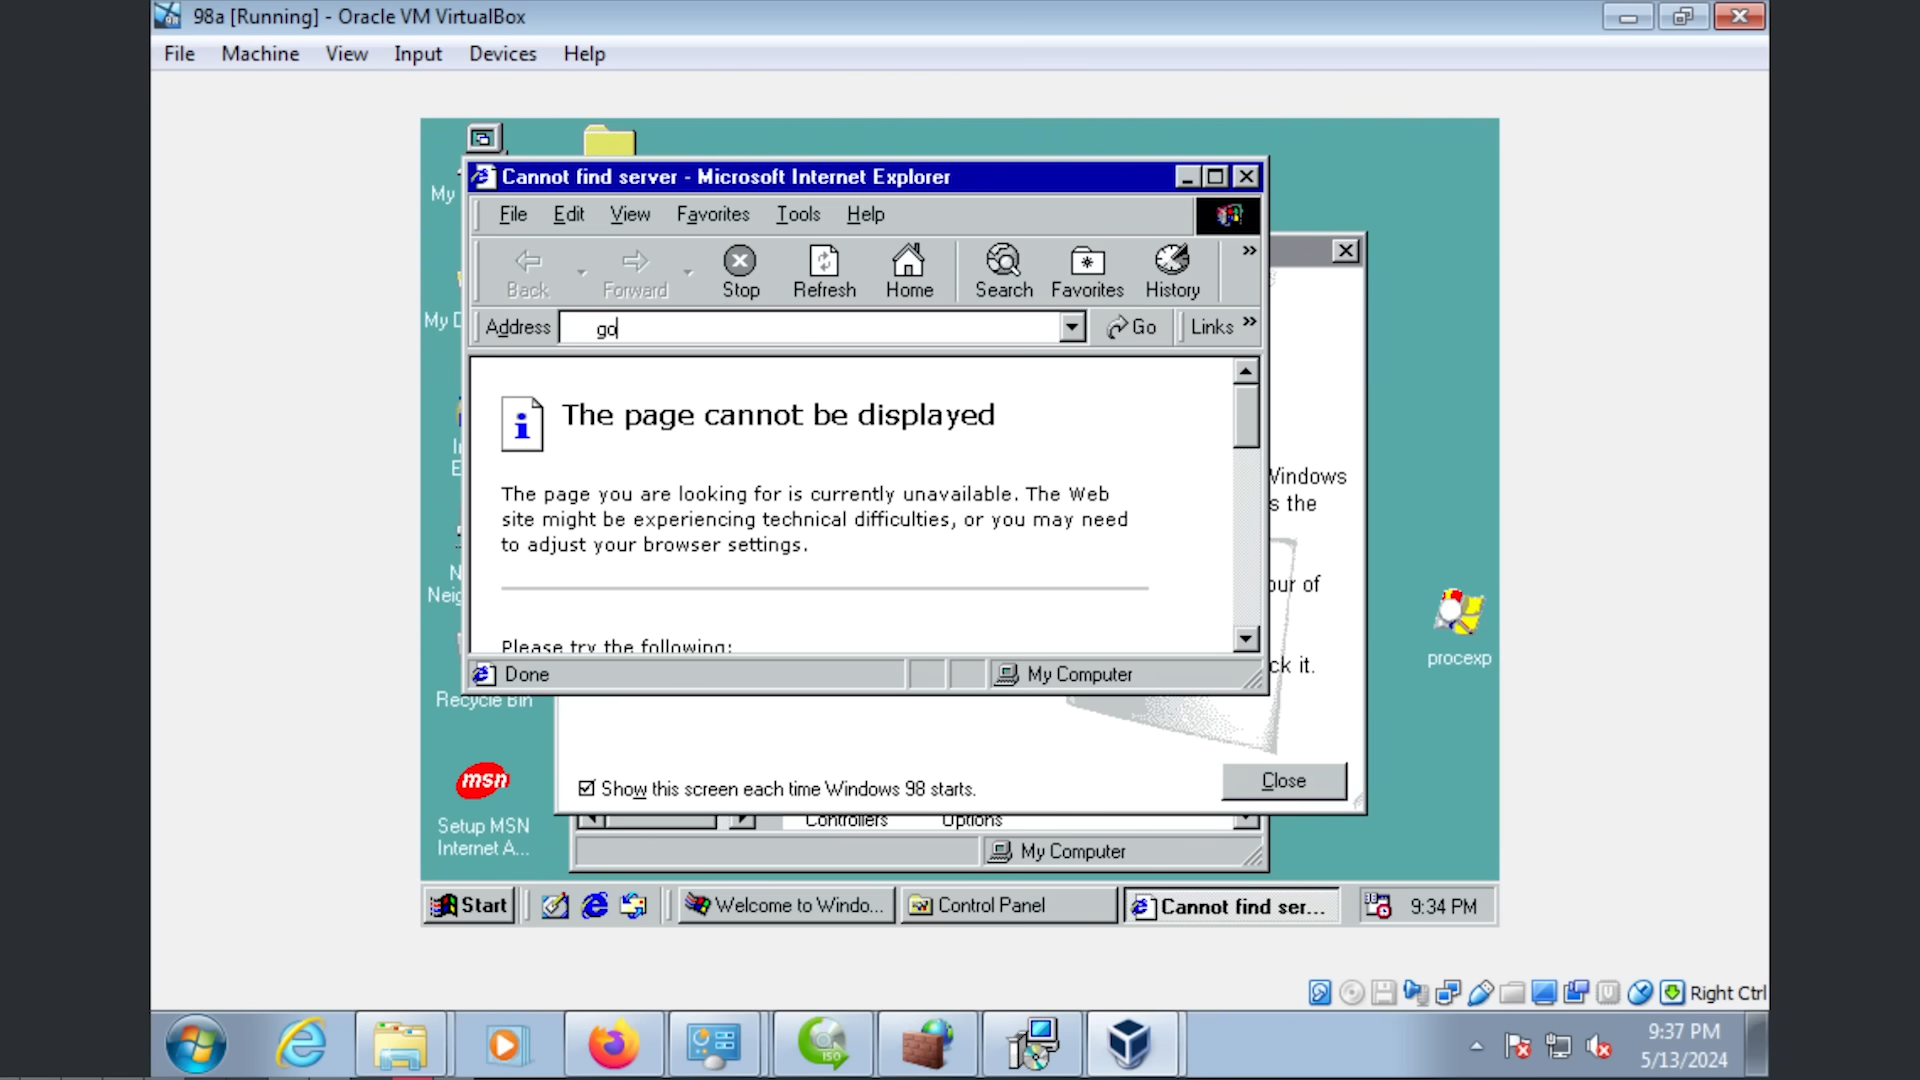 98a [Running] - Oracle VM VirtualBox
File Machine View Input Devices Help
My
Cannot find server - Microsoft Internet Explorer
File Edit View Favorites Tools Help
Back Forward Stop Refresh Home Search Favorites History »
My D
Address go Go Links »
The page cannot be displayed
The page you are looking for is currently unavailable. The Web
site might be experiencing technical difficulties, or you may need
to adjust your browser settings.
Please try the following:
Done My Computer
In
E
Windows
s the
N
Neig
our of
ck it.
procexp
Recycle Bin
msn
Setup MSN
Internet A...
Show this screen each time Windows 98 starts.
Close
Controllers Options
My Computer
Start Welcome to Windo... Control Panel Cannot find ser... 9:34 PM
Right Ctrl
ISO
9:37 PM
5/13/2024